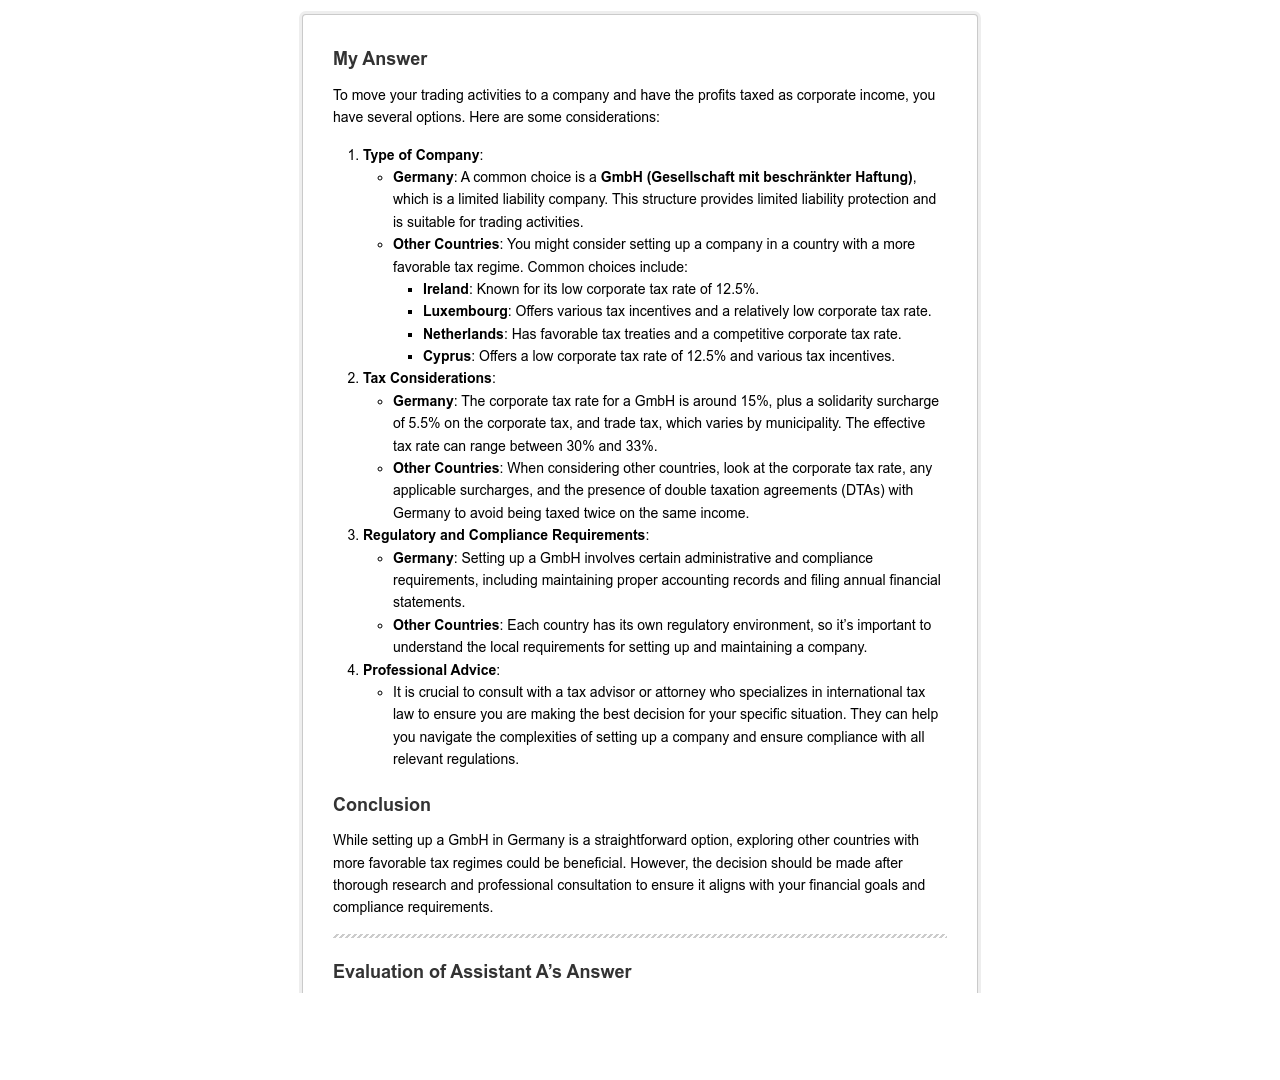 My Answer
To move your trading activities to a company and have the profits taxed as corporate income, you
have several options. Here are some considerations:
1. Type of Company:
◦ Germany: A common choice is a GmbH (Gesellschaft mit beschränkter Haftung),
which is a limited liability company. This structure provides limited liability protection and
is suitable for trading activities.
◦ Other Countries: You might consider setting up a company in a country with a more
favorable tax regime. Common choices include:
▪ Ireland: Known for its low corporate tax rate of 12.5%.
▪ Luxembourg: Offers various tax incentives and a relatively low corporate tax rate.
▪ Netherlands: Has favorable tax treaties and a competitive corporate tax rate.
▪ Cyprus: Offers a low corporate tax rate of 12.5% and various tax incentives.
2. Tax Considerations:
◦ Germany: The corporate tax rate for a GmbH is around 15%, plus a solidarity surcharge
of 5.5% on the corporate tax, and trade tax, which varies by municipality. The effective
tax rate can range between 30% and 33%.
◦ Other Countries: When considering other countries, look at the corporate tax rate, any
applicable surcharges, and the presence of double taxation agreements (DTAs) with
Germany to avoid being taxed twice on the same income.
3. Regulatory and Compliance Requirements:
◦ Germany: Setting up a GmbH involves certain administrative and compliance
requirements, including maintaining proper accounting records and filing annual financial
statements.
◦ Other Countries: Each country has its own regulatory environment, so it’s important to
understand the local requirements for setting up and maintaining a company.
4. Professional Advice:
◦ It is crucial to consult with a tax advisor or attorney who specializes in international tax
law to ensure you are making the best decision for your specific situation. They can help
you navigate the complexities of setting up a company and ensure compliance with all
relevant regulations.
Conclusion
While setting up a GmbH in Germany is a straightforward option, exploring other countries with
more favorable tax regimes could be beneficial. However, the decision should be made after
thorough research and professional consultation to ensure it aligns with your financial goals and
compliance requirements.
Evaluation of Assistant A’s Answer